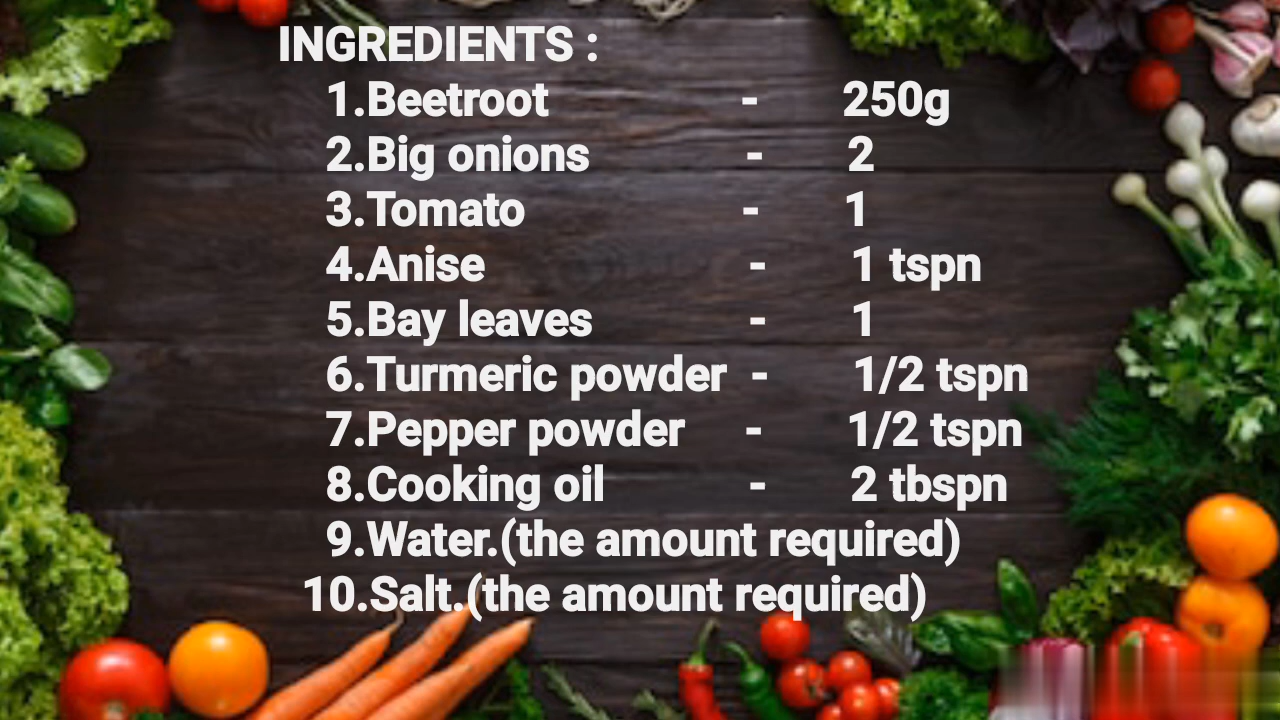 INGREDIENTS :
1.Beetroot - 250g
2.Big onions - 2
3.Tomato - 1
4.Anise - 1 tspn
5.Bay leaves - 1
6.Turmeric powder - 1/2 tspn
7.Pepper powder - 1/2 tspn
8.Cooking oil - 2 tbspn
9.Water.(the amount required)
10.Salt.(the amount required)